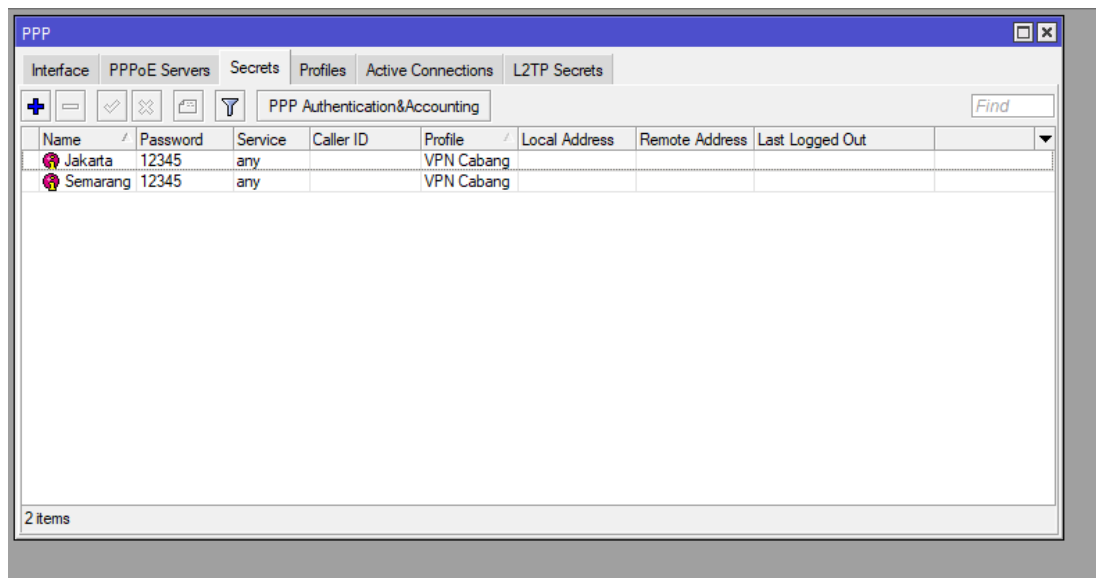 PPP
Interface PPPoE Servers Secrets Profiles Active Connections L2TP Secrets
PPP Authentication&Accounting Find
Name Password Service Caller ID Profile Local Address Remote Address Last Logged Out
Jakarta 12345 any VPN Cabang
Semarang 12345 any VPN Cabang
2 items